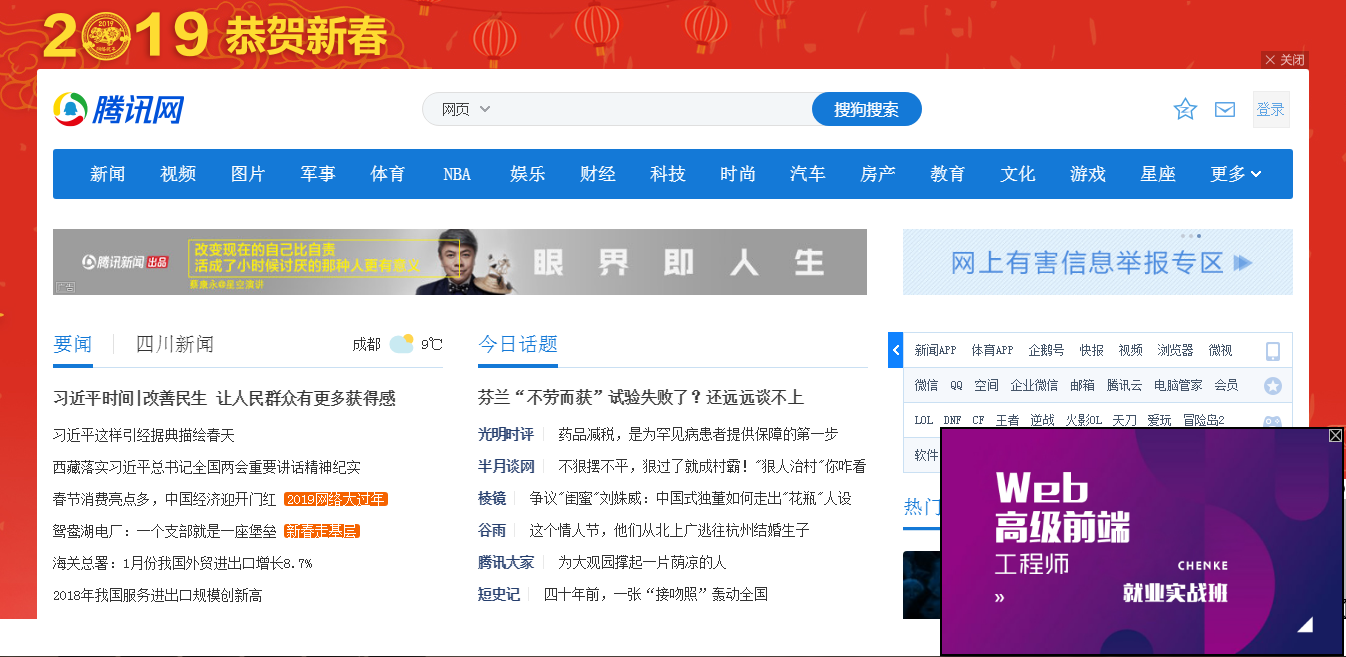 2019 恭贺新春
关闭
腾讯网
网页
搜狗搜索
登录
新闻 视频 图片 军事 体育 NBA 娱乐 财经 科技 时尚 汽车 房产 教育 文化 游戏 星座 更多
腾讯新闻 出品
改变现在的自己比自责
活成了小时候讨厌的那种人更有意义
蔡康永@星空演讲
眼界即人生
广告
网上有害信息举报专区
要闻 四川新闻 成都 9℃
习近平时间|改善民生 让人民群众有更多获得感
习近平这样引经据典描绘春天
西藏落实习近平总书记全国两会重要讲话精神纪实
春节消费亮点多，中国经济迎开门红 2019网络大过年
鸳鸯湖电厂：一个支部就是一座堡垒 新春走基层
海关总署：1月份我国外贸进出口增长8.7%
2018年我国服务进出口规模创新高
今日话题
芬兰“不劳而获”试验失败了？还远远谈不上
光明时评 药品减税，是为罕见病患者提供保障的第一步
半月谈网 不狠摆不平，狠过了就成村霸！"狠人治村"你咋看
棱镜 争议"闺蜜"刘姝威：中国式独董如何走出"花瓶"人设
谷雨 这个情人节，他们从北上广逃往杭州结婚生子
腾讯大家 为大观园撑起一片荫凉的人
短史记 四十年前，一张“接吻照”轰动全国
新闻APP 体育APP 企鹅号 快报 视频 浏览器 微视
微信 QQ 空间 企业微信 邮箱 腾讯云 电脑管家 会员
LOL DNF CF 王者 逆战 火影OL 天刀 爱玩 冒险岛2
软件
热门
Web
高级前端
工程师
CHENKE
就业实战班
»